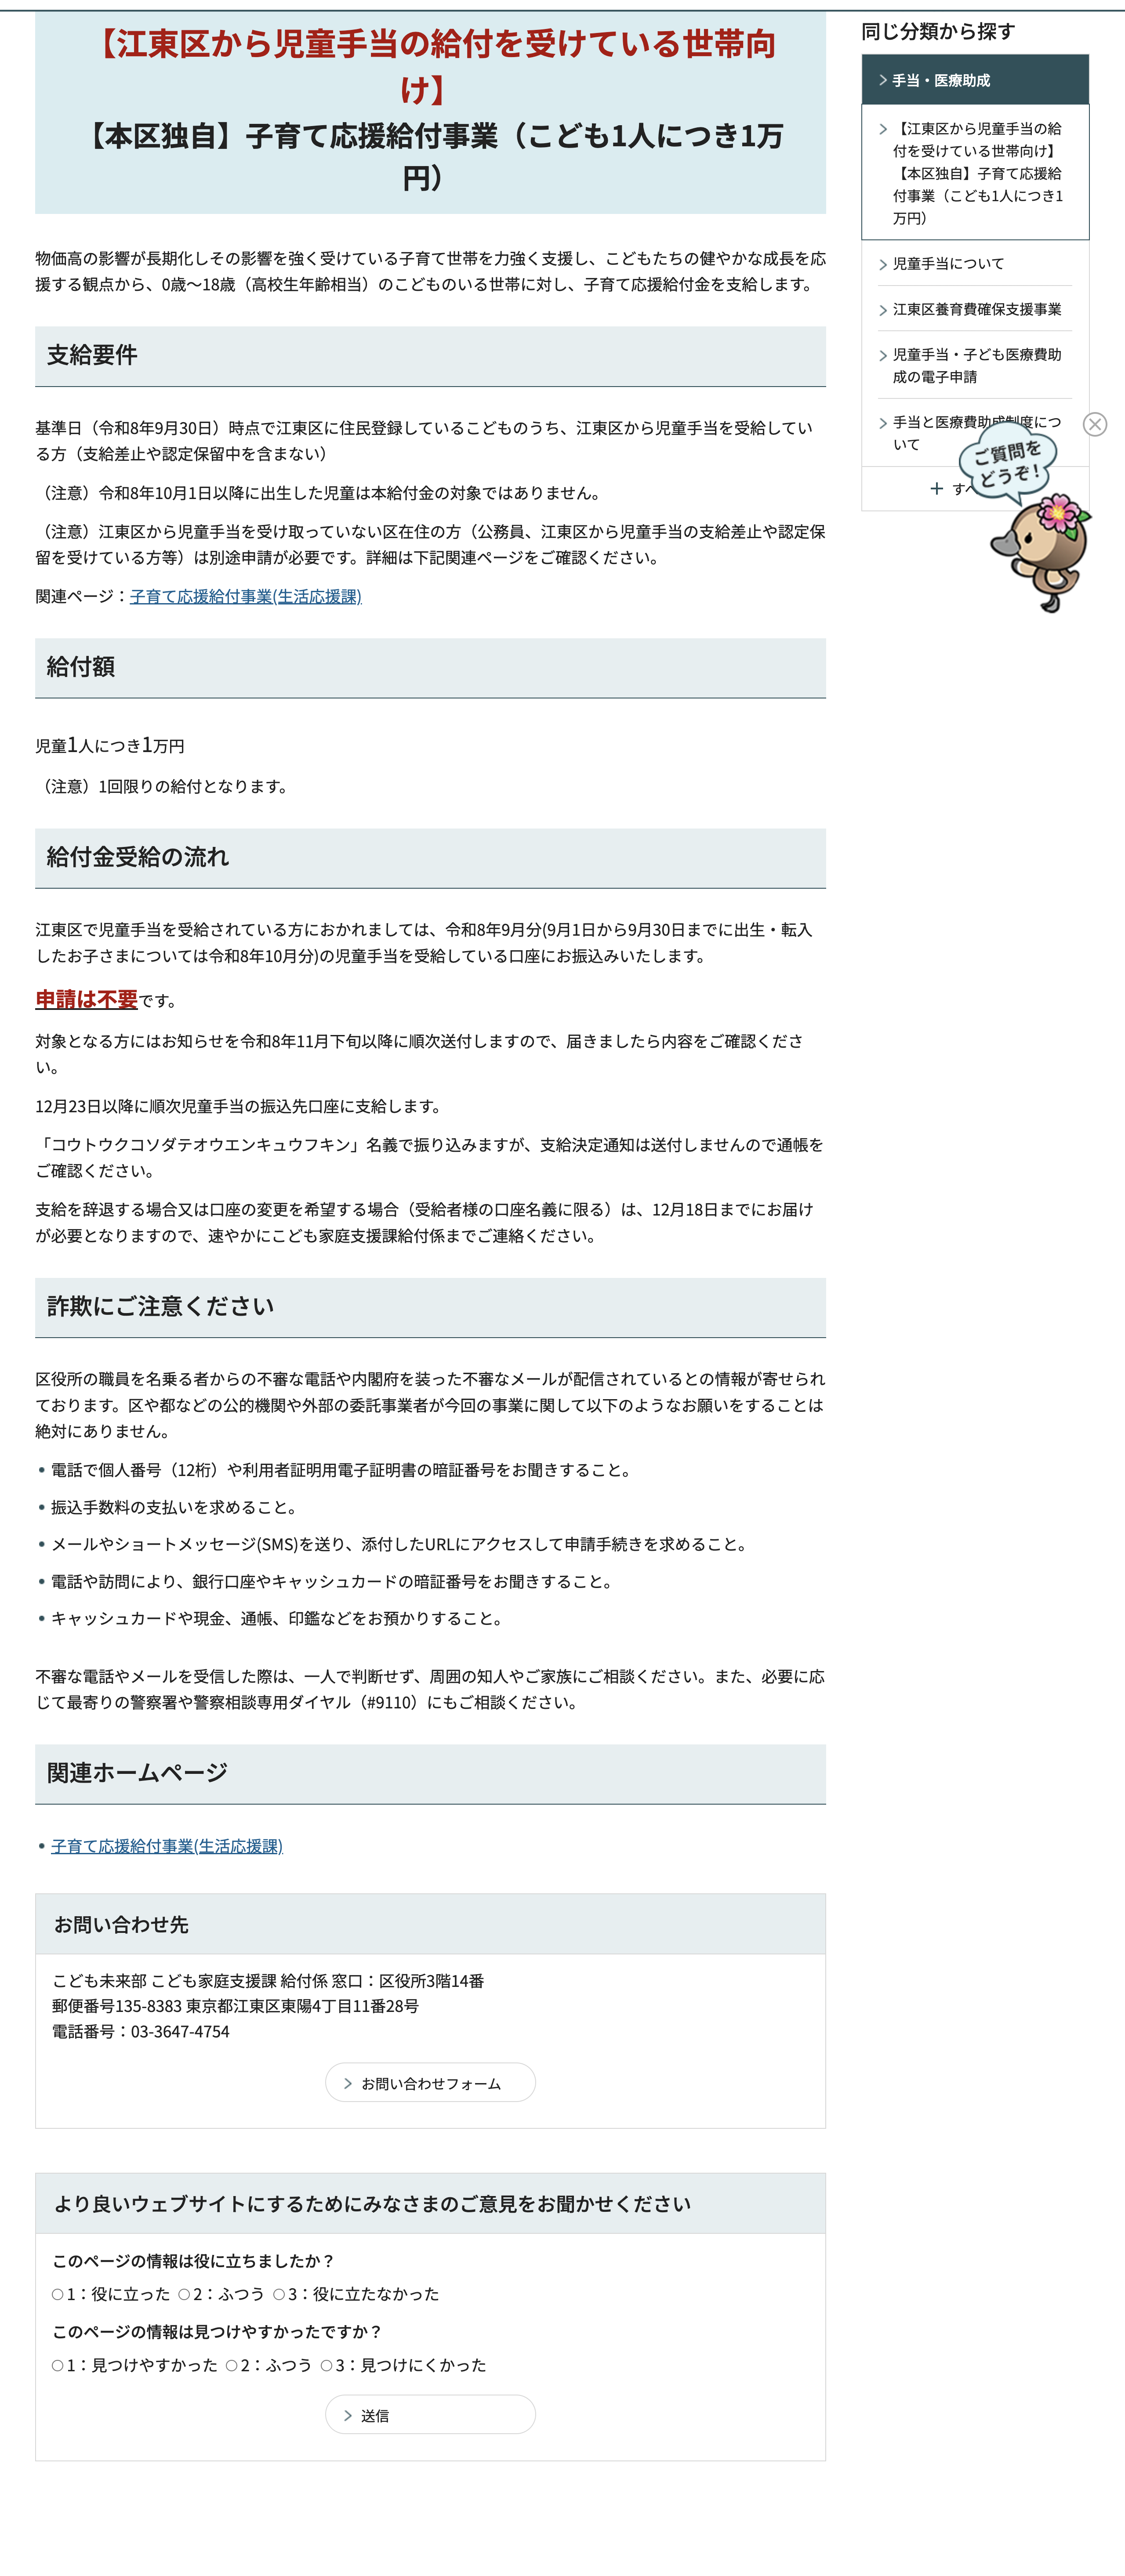 【江東区から児童手当の給付を受けている世帯向
け】
【本区独自】子育て応援給付事業（こども1人につき1万
円）
物価高の影響が長期化しその影響を強く受けている子育て世帯を力強く支援し、こどもたちの健やかな成長を応
援する観点から、0歳～18歳（高校生年齢相当）のこどものいる世帯に対し、子育て応援給付金を支給します。
支給要件
基準日（令和8年9月30日）時点で江東区に住民登録しているこどものうち、江東区から児童手当を受給してい
る方（支給差止や認定保留中を含まない）
（注意）令和8年10月1日以降に出生した児童は本給付金の対象ではありません。
（注意）江東区から児童手当を受け取っていない区在住の方（公務員、江東区から児童手当の支給差止や認定保
留を受けている方等）は別途申請が必要です。詳細は下記関連ページをご確認ください。
関連ページ：子育て応援給付事業(生活応援課)
給付額
児童1人につき1万円
（注意）1回限りの給付となります。
給付金受給の流れ
江東区で児童手当を受給されている方におかれましては、令和8年9月分(9月1日から9月30日までに出生・転入
したお子さまについては令和8年10月分)の児童手当を受給している口座にお振込みいたします。
申請は不要です。
対象となる方にはお知らせを令和8年11月下旬以降に順次送付しますので、届きましたら内容をご確認くださ
い。
12月23日以降に順次児童手当の振込先口座に支給します。
「コウトウクコソダテオウエンキュウフキン」名義で振り込みますが、支給決定通知は送付しませんので通帳を
ご確認ください。
支給を辞退する場合又は口座の変更を希望する場合（受給者様の口座名義に限る）は、12月18日までにお届け
が必要となりますので、速やかにこども家庭支援課給付係までご連絡ください。
詐欺にご注意ください
区役所の職員を名乗る者からの不審な電話や内閣府を装った不審なメールが配信されているとの情報が寄せられ
ております。区や都などの公的機関や外部の委託事業者が今回の事業に関して以下のようなお願いをすることは
絶対にありません。
電話で個人番号（12桁）や利用者証明用電子証明書の暗証番号をお聞きすること。
振込手数料の支払いを求めること。
メールやショートメッセージ(SMS)を送り、添付したURLにアクセスして申請手続きを求めること。
電話や訪問により、銀行口座やキャッシュカードの暗証番号をお聞きすること。
キャッシュカードや現金、通帳、印鑑などをお預かりすること。
不審な電話やメールを受信した際は、一人で判断せず、周囲の知人やご家族にご相談ください。また、必要に応
じて最寄りの警察署や警察相談専用ダイヤル（#9110）にもご相談ください。
関連ホームページ
子育て応援給付事業(生活応援課)
お問い合わせ先
こども未来部 こども家庭支援課 給付係 窓口：区役所3階14番
郵便番号135-8383 東京都江東区東陽4丁目11番28号
電話番号：03-3647-4754
お問い合わせフォーム
より良いウェブサイトにするためにみなさまのご意見をお聞かせください
このページの情報は役に立ちましたか？
1：役に立った 2：ふつう 3：役に立たなかった
このページの情報は見つけやすかったですか？
1：見つけやすかった 2：ふつう 3：見つけにくかった
送信
同じ分類から探す
手当・医療助成
【江東区から児童手当の給
付を受けている世帯向け】
【本区独自】子育て応援給
付事業（こども1人につき1
万円）
児童手当について
江東区養育費確保支援事業
児童手当・子ども医療費助
成の電子申請
手当と医療費助成制度につ
いて
すべ
ご質問を
どうぞ！